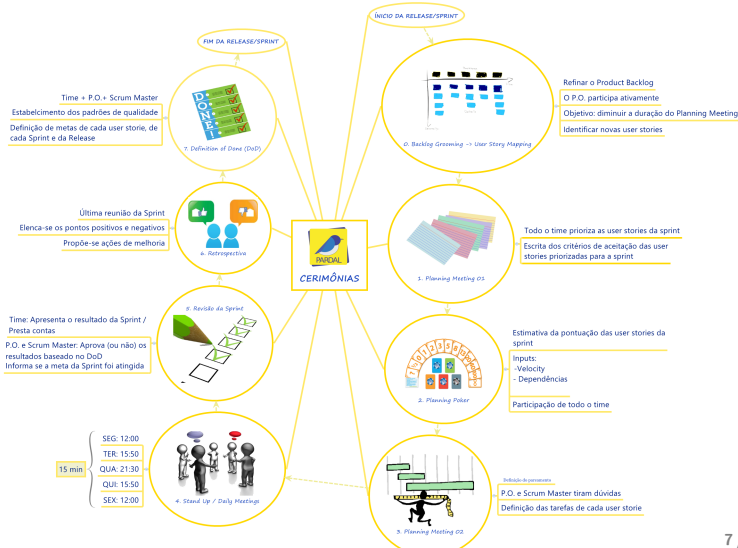 ÍNICIO DA RELEASE/SPRINT
FIM DA RELEASE/SPRINT
0. Backlog Grooming -> User Story Mapping
Refinar o Product Backlog
O P.O. participa ativamente
Objetivo: diminuir a duração do Planning Meeting
Identificar novas user stories
1. Planning Meeting 01
Todo o time prioriza as user stories da sprint
Escrita dos critérios de aceitação das user
stories priorizadas para a sprint
2. Planning Poker
Estimativa da pontuação das user stories da
sprint
Inputs:
-Velocity
- Dependências
Participação de todo o time
3. Planning Meeting 02
Definição do pareamento
P.O. e Scrum Master tiram dúvidas
Definição das tarefas de cada user storie
4. Stand Up / Daily Meetings
15 min
SEG: 12:00
TER: 15:50
QUA: 21:30
QUI: 15:50
SEX: 12:00
5. Revisão da Sprint
Time: Apresenta o resultado da Sprint /
Presta contas
P.O. e Scrum Master: Aprova (ou não) os
resultados baseado no DoD
Informa se a meta da Sprint foi atingida
6. Retrospectiva
Última reunião da Sprint
Elenca-se os pontos positivos e negativos
Propõe-se ações de melhoria
7. Definition of Done (DoD)
DONE!
Time + P.O.+ Scrum Master
Estabelcimento dos padrões de qualidade
Definição de metas de cada user storie, de
cada Sprint e da Release
PARDAL
CERIMÔNIAS
7